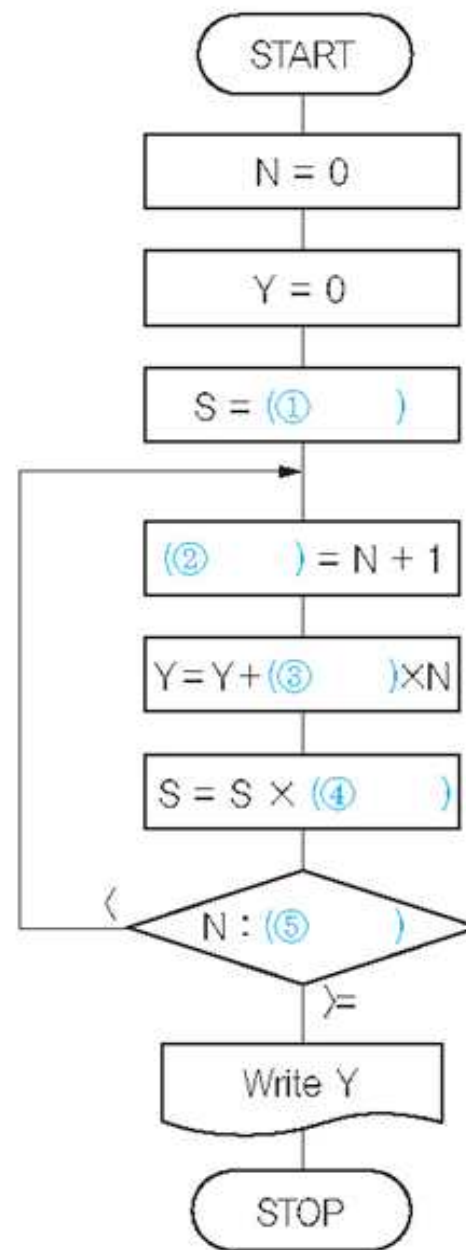 START
N = 0
Y = 0
S = (① )
(② ) = N + 1
Y = Y + (③ ) × N
S = S × (④ )
< N : (⑤ )
>=
Write Y
STOP